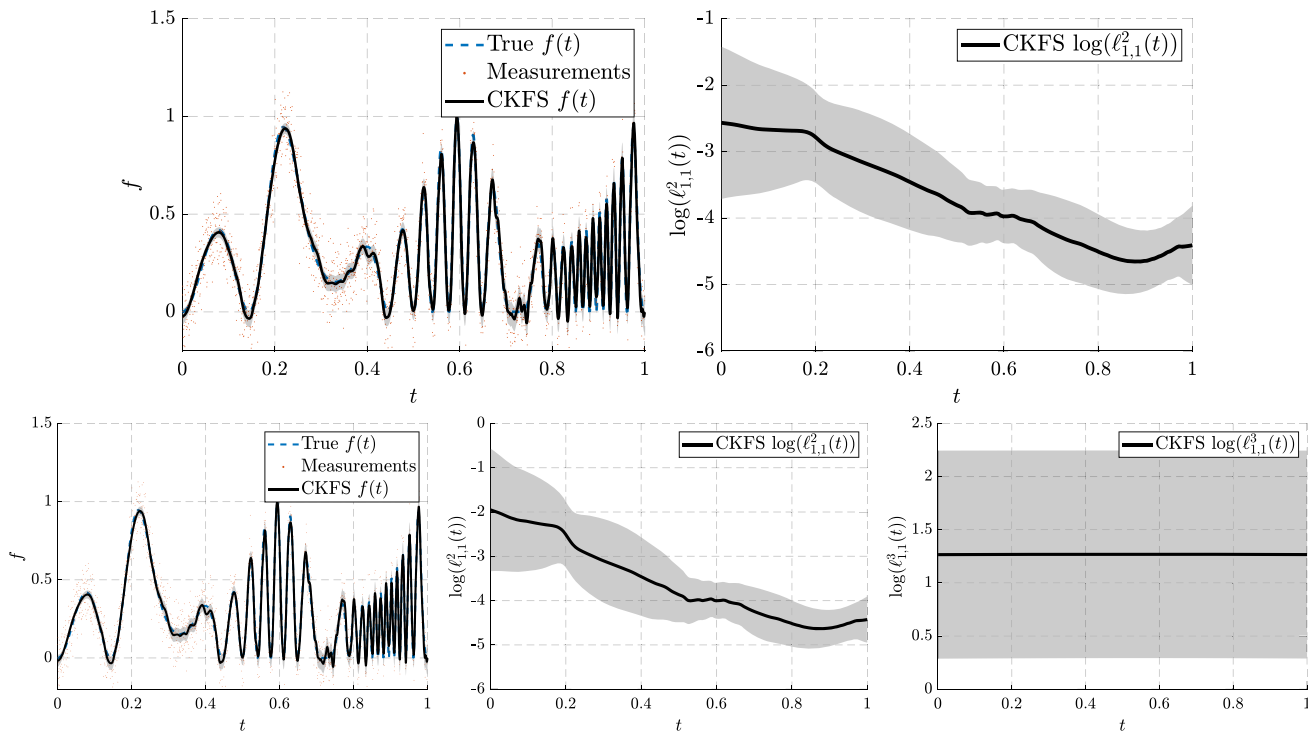 1.5
1
0.5
0
f
True f(t)
Measurements
CKFS f(t)
0 0.2 0.4 0.6 0.8 1
t
-1
-2
-3
-4
-5
-6
log(ℓ²₁,₁(t))
CKFS log(ℓ²₁,₁(t))
0 0.2 0.4 0.6 0.8 1
t
1.5
1
0.5
0
f
True f(t)
Measurements
CKFS f(t)
0 0.2 0.4 0.6 0.8 1
t
0
-1
-2
-3
-4
-5
-6
log(ℓ²₁,₁(t))
CKFS log(ℓ²₁,₁(t))
0 0.2 0.4 0.6 0.8 1
t
2.5
2
1.5
1
0.5
0
log(ℓ³₁,₁(t))
CKFS log(ℓ³₁,₁(t))
0 0.2 0.4 0.6 0.8 1
t